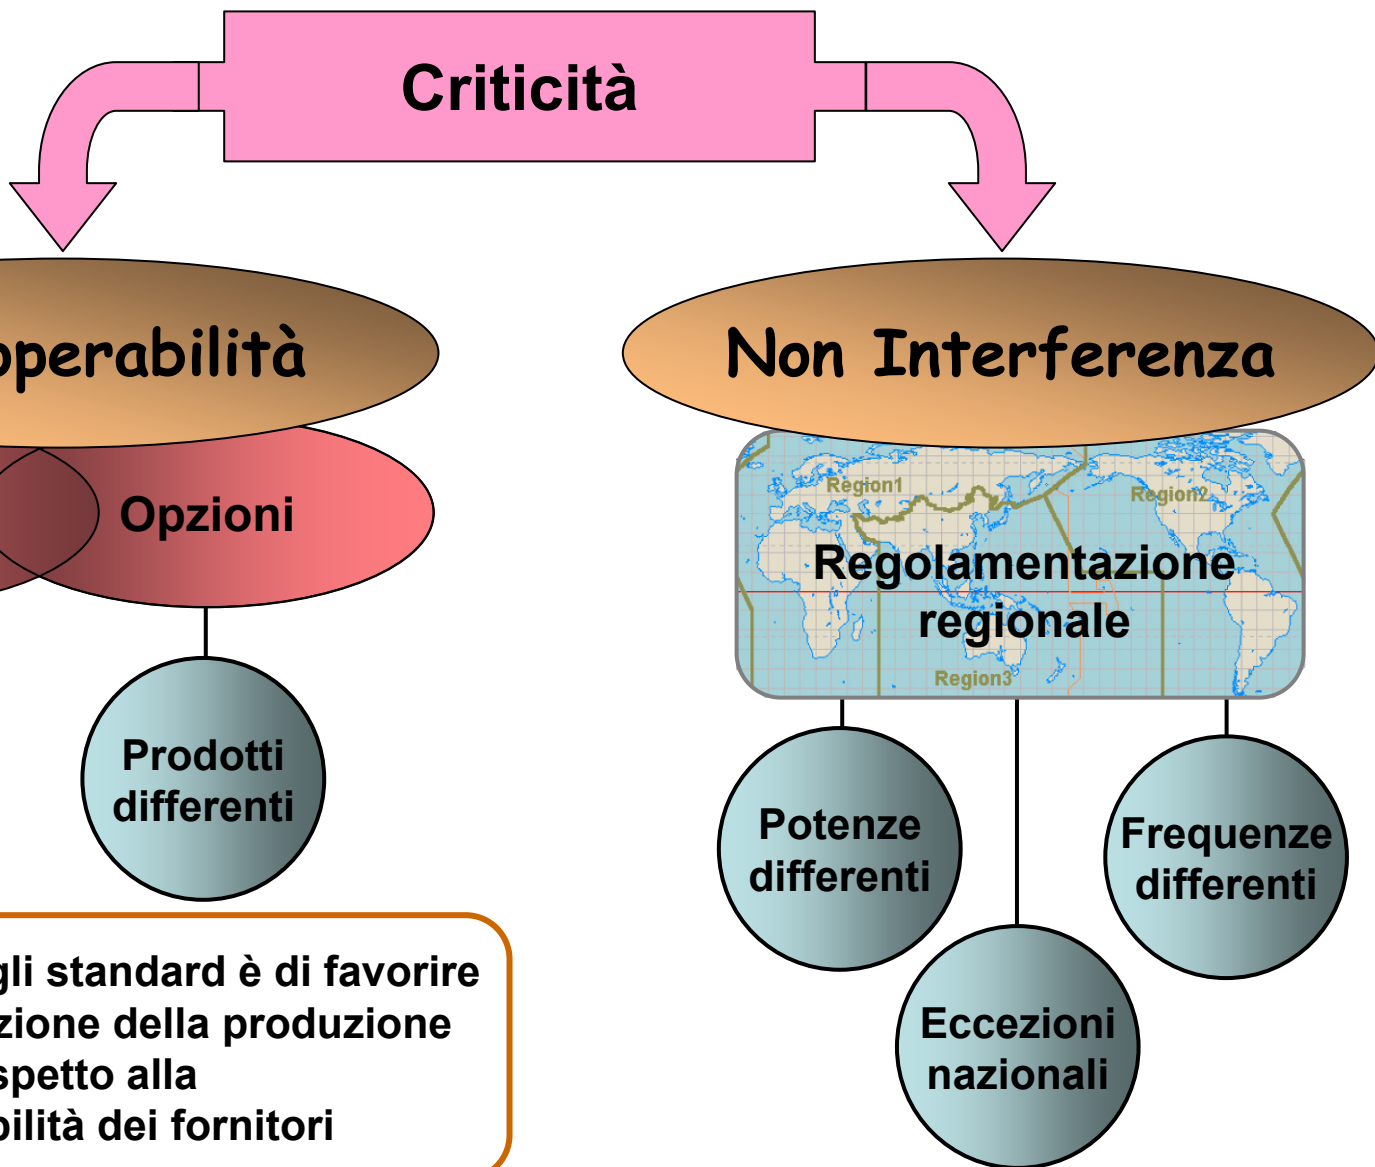 Criticità
operabilità
Non Interferenza
Opzioni
Region1
Region2
Regolamentazione
regionale
Region3
Prodotti
differenti
Potenze
differenti
Frequenze
differenti
Eccezioni
nazionali
gli standard è di favorire
zione della produzione
spetto alla
bilità dei fornitori